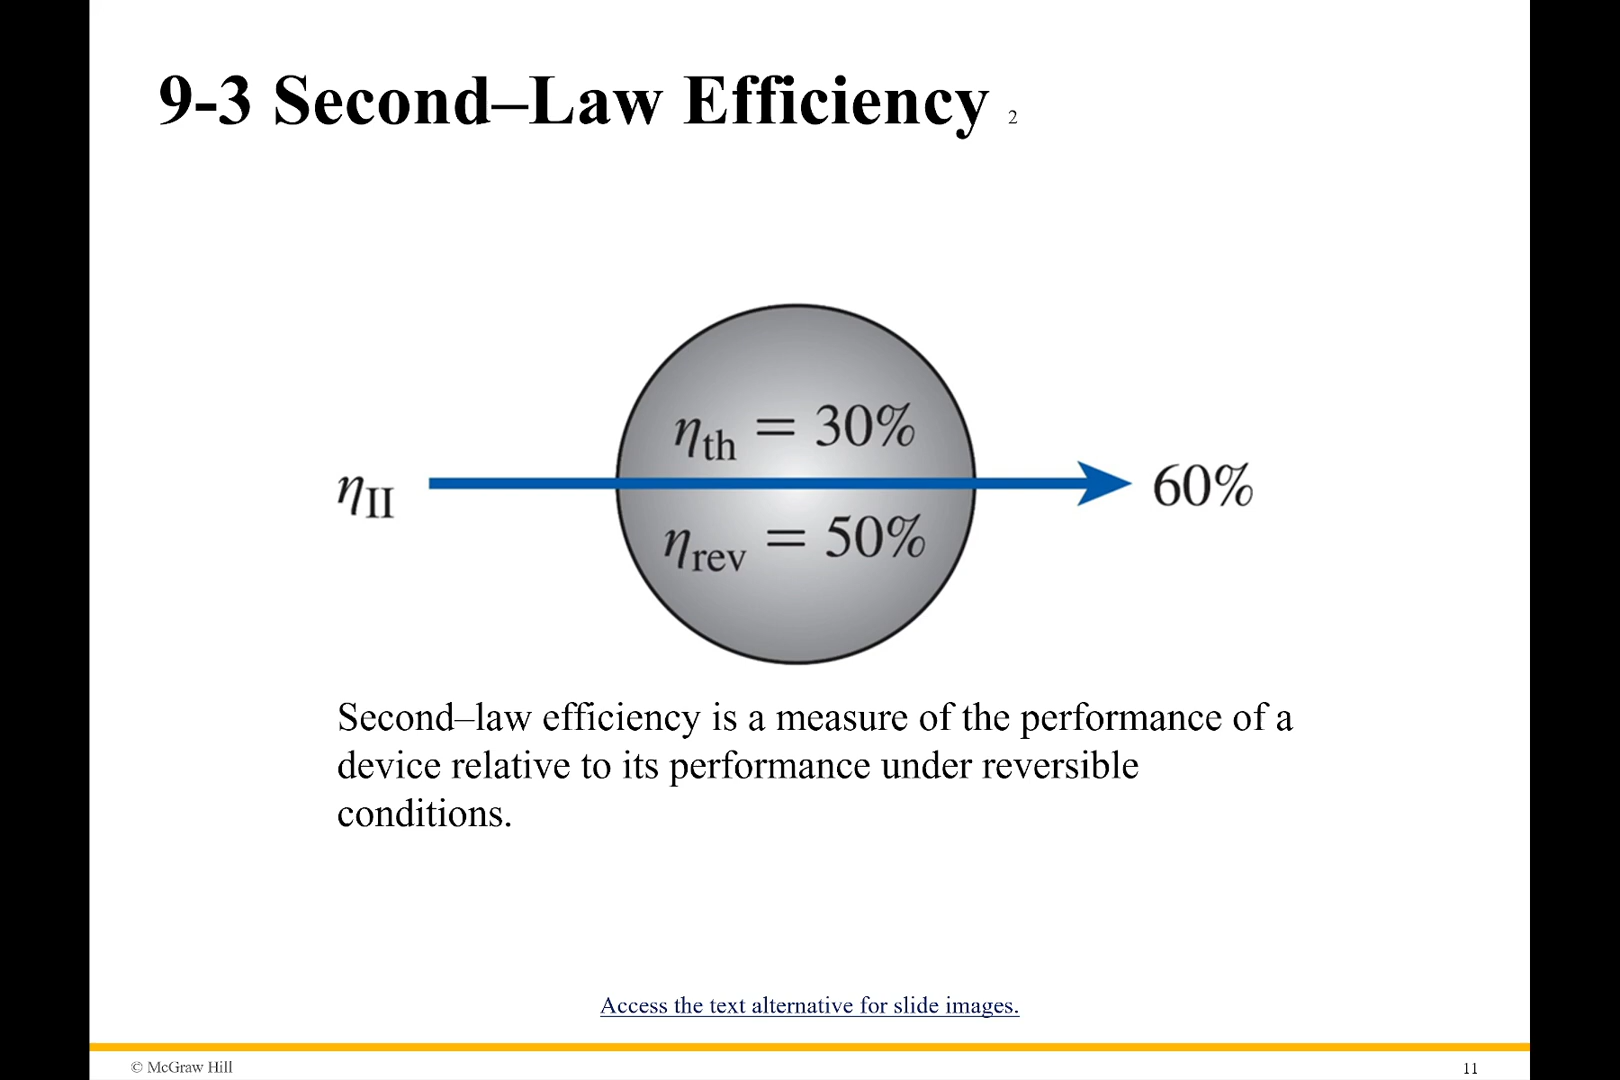 9-3 Second–Law Efficiency 2
ηth = 30%
ηII
60%
ηrev = 50%
Second–law efficiency is a measure of the performance of a
device relative to its performance under reversible
conditions.
Access the text alternative for slide images.
© McGraw Hill
11